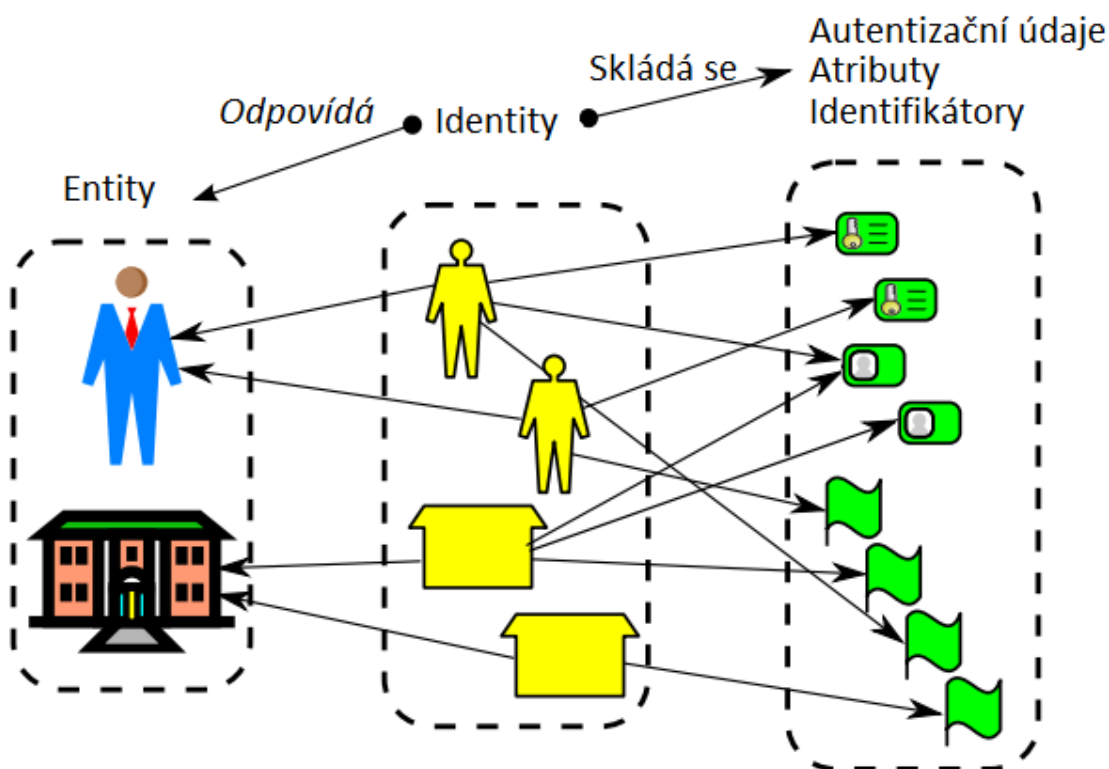 Autentizační údaje
Skládá se
Atributy
Odpovídá
Identity
Identifikátory
Entity